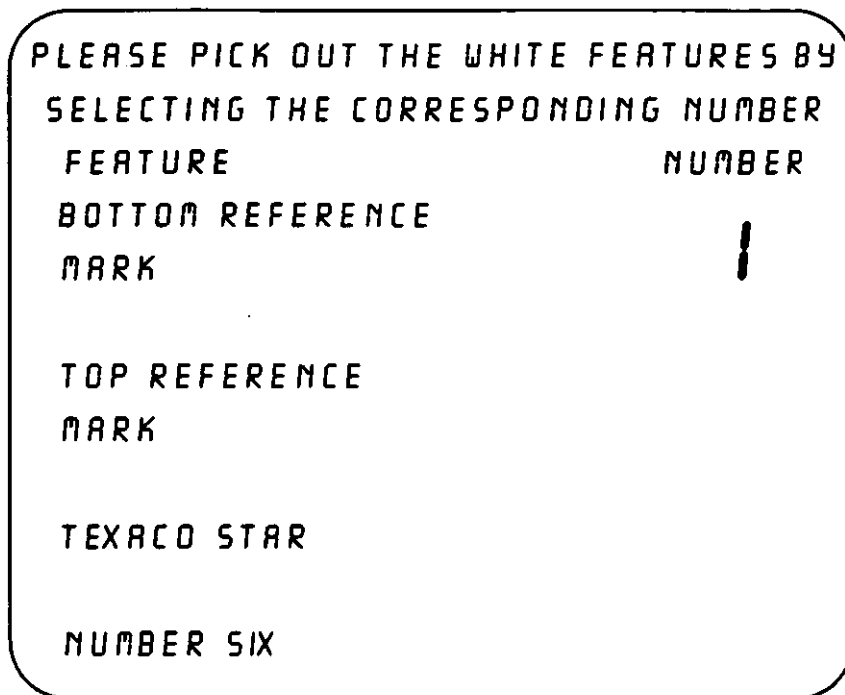 PLEASE PICK OUT THE WHITE FEATURES BY
SELECTING THE CORRESPONDING NUMBER
FEATURE NUMBER
BOTTOM REFERENCE
MARK 1
TOP REFERENCE
MARK
TEXACO STAR
NUMBER SIX